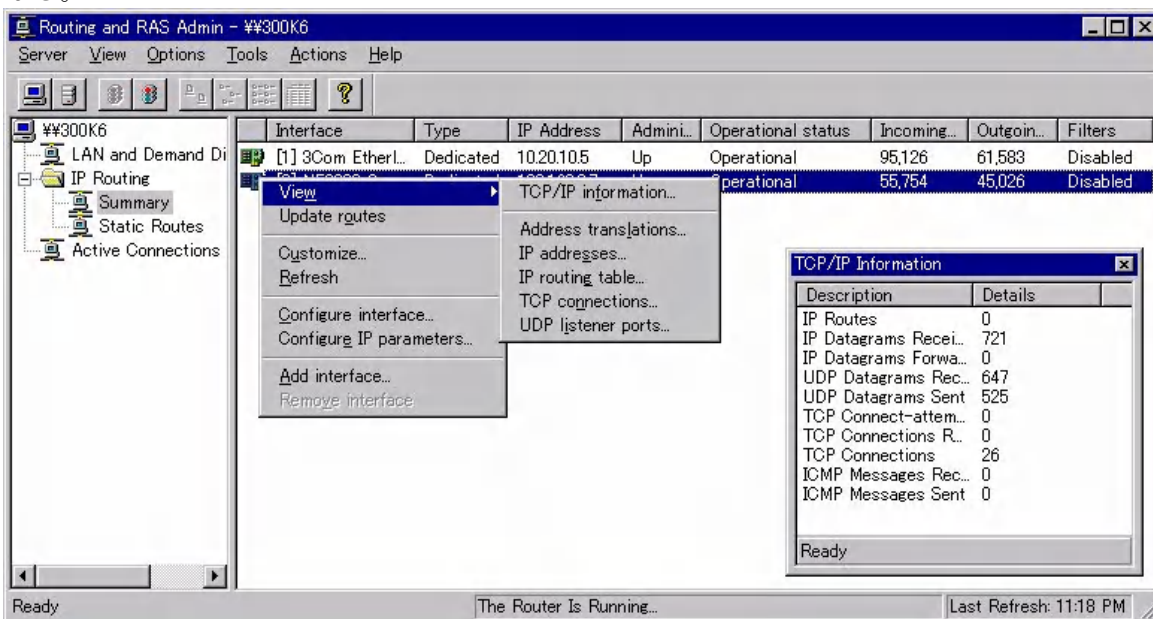 Routing and RAS Admin - ¥¥300K6
Server View Options Tools Actions Help
¥¥300K6
LAN and Demand Di
IP Routing
Summary
Static Routes
Active Connections
Interface Type IP Address Admini... Operational status Incoming... Outgoin... Filters
[1] 3Com Etherl... Dedicated 10.20.10.5 Up Operational 95,126 61,583 Disabled
Operational 55,754 45,026 Disabled
View
Update routes
Customize...
Refresh
Configure interface...
Configure IP parameters...
Add interface...
Remove interface
TCP/IP information...
Address translations...
IP addresses...
IP routing table...
TCP connections...
UDP listener ports...
TCP/IP Information
Description Details
IP Routes 0
IP Datagrams Recei... 721
IP Datagrams Forwa... 0
UDP Datagrams Rec... 647
UDP Datagrams Sent 525
TCP Connect-attem... 0
TCP Connections R... 0
TCP Connections 26
ICMP Messages Rec... 0
ICMP Messages Sent 0
Ready
Ready The Router Is Running... Last Refresh: 11:18 PM